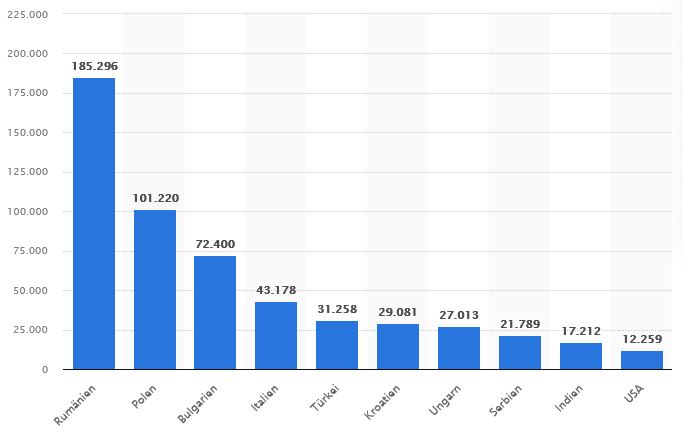 225.000
200.000
175.000
150.000
125.000
100.000
75.000
50.000
25.000
0
185.296
101.220
72.400
43.178
31.258
29.081
27.013
21.789
17.212
12.259
Rumänien
Polen
Bulgarien
Italien
Türkei
Kroatien
Ungarn
Serbien
Indien
USA